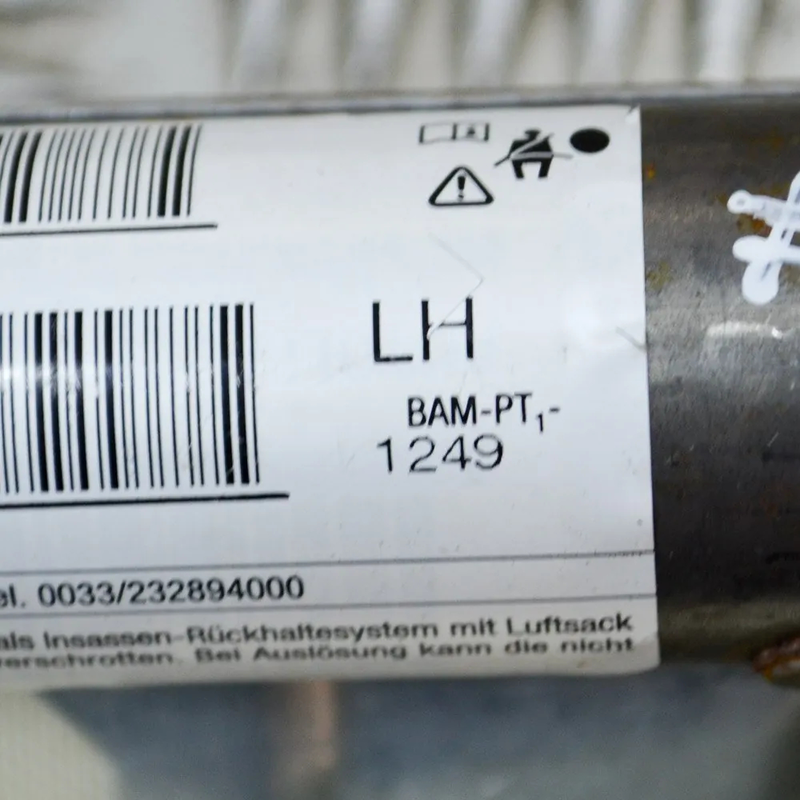 LH
BAM-PT₁-
1249
el. 0033/232894000
als Insassen-Rückhaltesystem mit Luftsack
verschrotten. Bei Auslösung kann die nicht